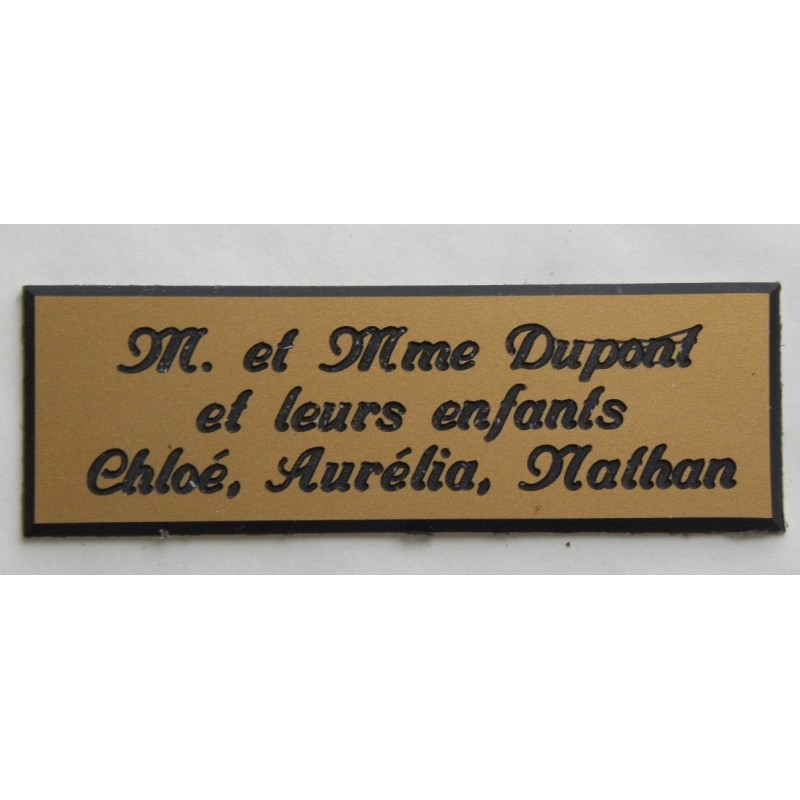 M. et Mme Dupont
et leurs enfants
Chloé, Aurélia, Nathan